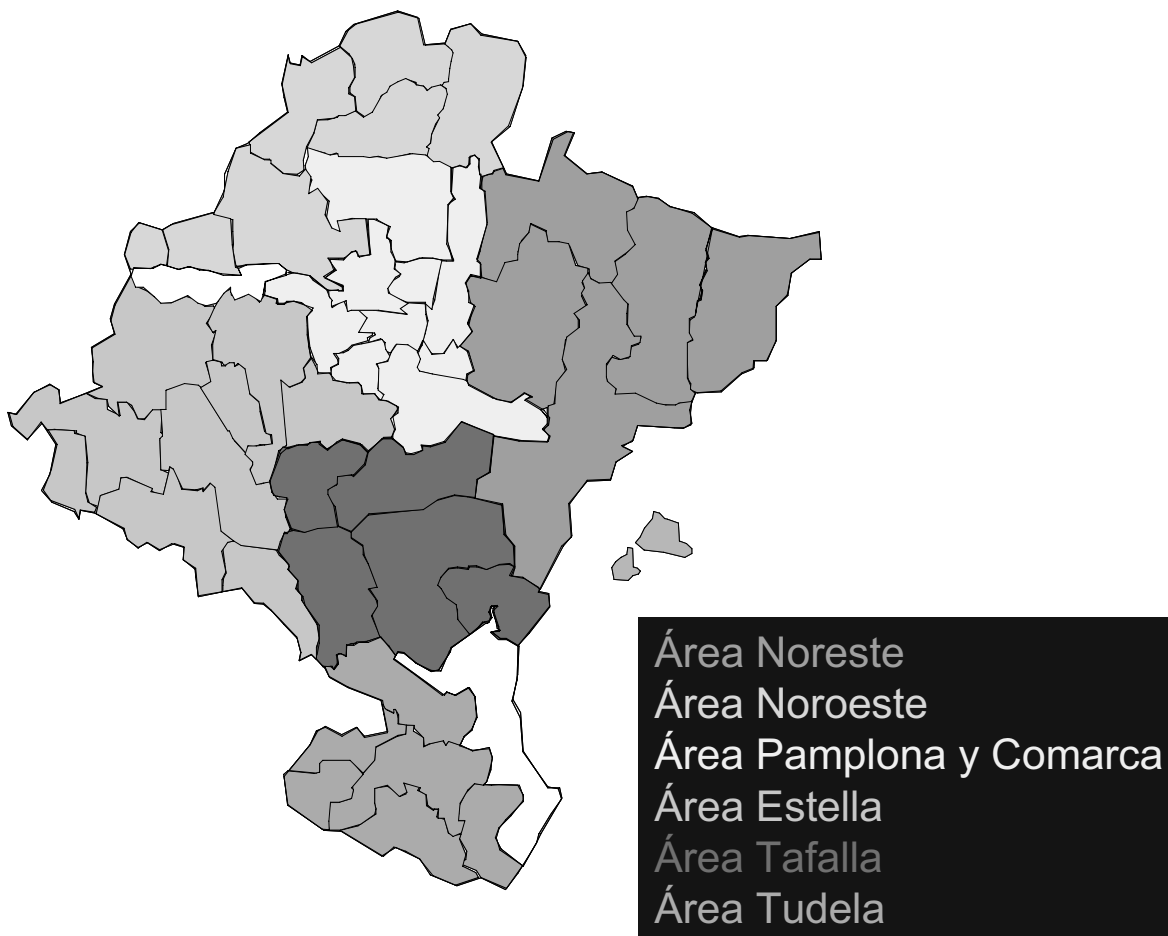 Área Noreste
Área Noroeste
Área Pamplona y Comarca
Área Estella
Área Tafalla
Área Tudela